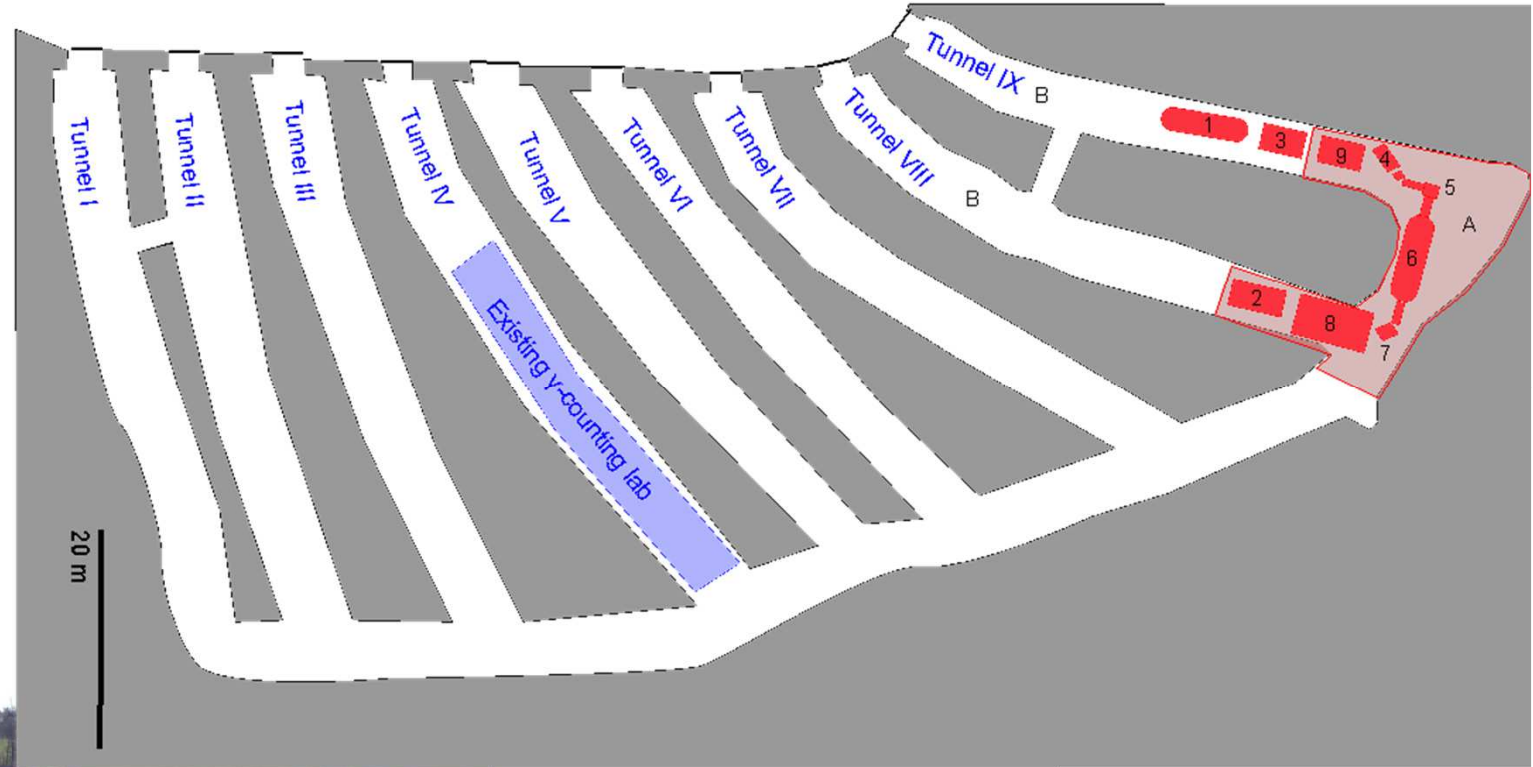 Tunnel I
Tunnel II
Tunnel III
Tunnel IV
Tunnel V
Tunnel VI
Tunnel VII
Tunnel VIII
Tunnel IX
B
B
1
3
9
4
5
A
6
2
8
7
Existing γ-counting lab
20 m